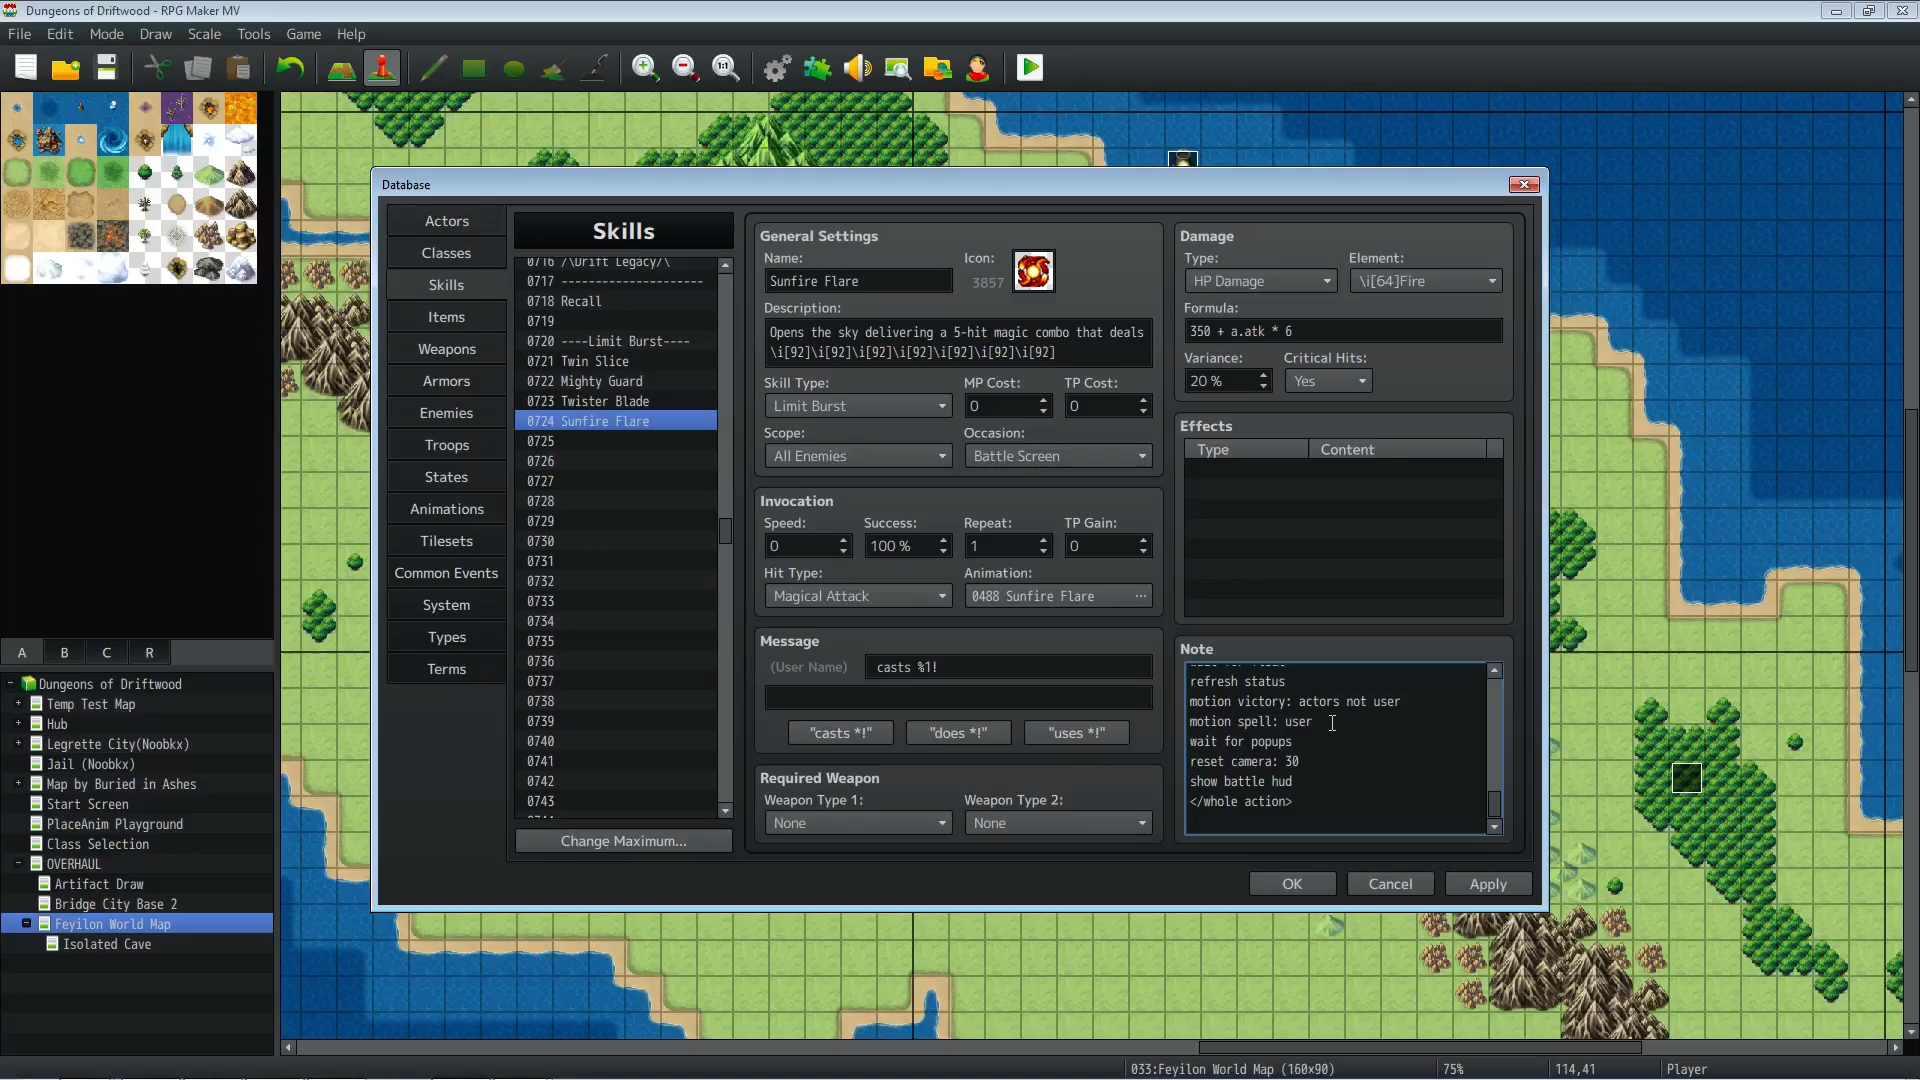 Dungeons of Driftwood - RPG Maker MV
File Edit Mode Draw Scale Tools Game Help
1:1
Database
Actors
Classes
Skills
Items
Weapons
Armors
Enemies
Troops
States
Animations
Tilesets
Common Events
System
Types
Terms
Skills
0716 /\Drift Legacy/\
0717 ---------------------
0718 Recall
0719
0720 ----Limit Burst----
0721 Twin Slice
0722 Mighty Guard
0723 Twister Blade
0724 Sunfire Flare
0725
0726
0727
0728
0729
0730
0731
0732
0733
0734
0735
0736
0737
0738
0739
0740
0741
0742
0743
Change Maximum...
General Settings
Name: Icon:
Sunfire Flare 3857
Description:
Opens the sky delivering a 5-hit magic combo that deals
\i[92]\i[92]\i[92]\i[92]\i[92]\i[92]\i[92]
Skill Type: MP Cost: TP Cost:
Limit Burst 0 0
Scope: Occasion:
All Enemies Battle Screen
Invocation
Speed: Success: Repeat: TP Gain:
0 100 % 1 0
Hit Type: Animation:
Magical Attack 0488 Sunfire Flare ...
Message
(User Name) casts %1!
"casts *!" "does *!" "uses *!"
Required Weapon
Weapon Type 1: Weapon Type 2:
None None
Damage
Type: Element:
HP Damage \i[64]Fire
Formula:
350 + a.atk * 6
Variance: Critical Hits:
20 % Yes
Effects
Type Content
Note
refresh status
motion victory: actors not user
motion spell: user
wait for popups
reset camera: 30
show battle hud
</whole action>
OK Cancel Apply
A B C R
Dungeons of Driftwood
Temp Test Map
Hub
Legrette City(Noobkx)
Jail (Noobkx)
Map by Buried in Ashes
Start Screen
PlaceAnim Playground
Class Selection
OVERHAUL
Artifact Draw
Bridge City Base 2
Feyilon World Map
Isolated Cave
033:Feyilon World Map (160x90) 75% 114,41 Player